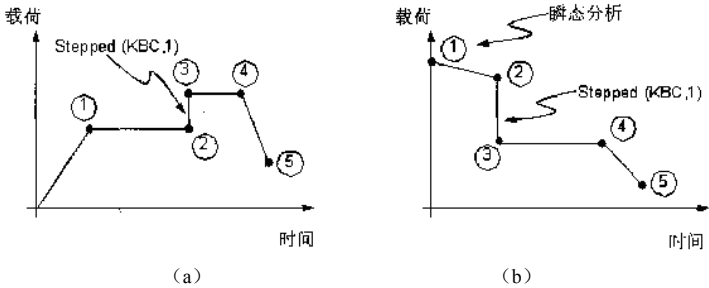 载荷
Stepped (KBC,1)
①
②
③
④
⑤
时间
(a)
载荷
瞬态分析
①
②
Stepped (KBC,1)
③
④
⑤
时间
(b)